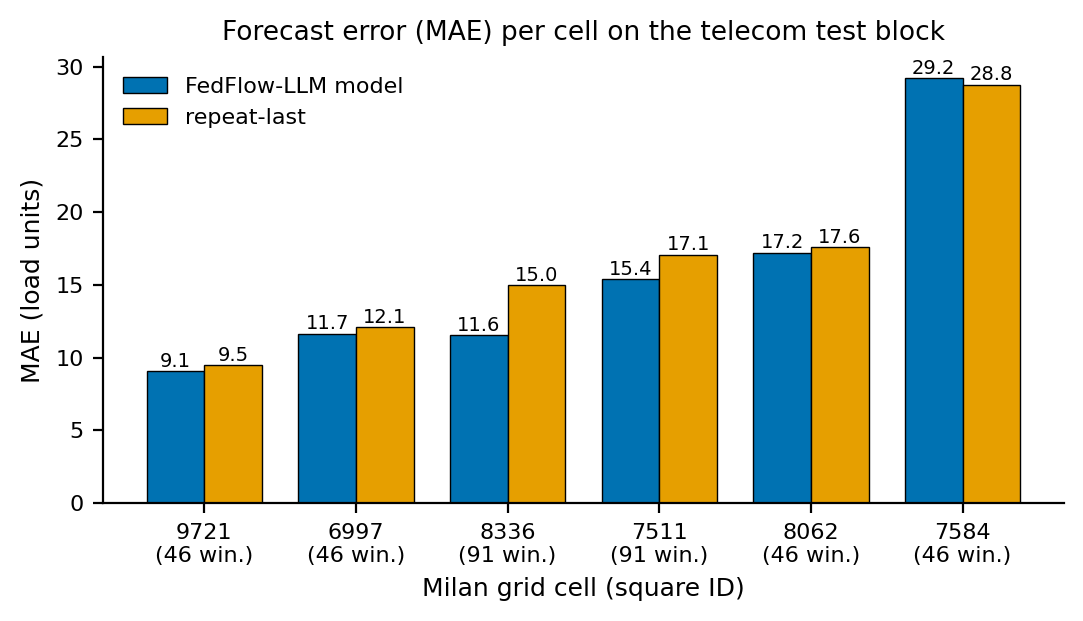 Forecast error (MAE) per cell on the telecom test block
FedFlow-LLM model
repeat-last
MAE (load units)
30
25
20
15
10
5
0
9.1 9.5
11.7 12.1
11.6 15.0
15.4 17.1
17.2 17.6
29.2 28.8
9721 6997 8336 7511 8062 7584
(46 win.) (46 win.) (91 win.) (91 win.) (46 win.) (46 win.)
Milan grid cell (square ID)